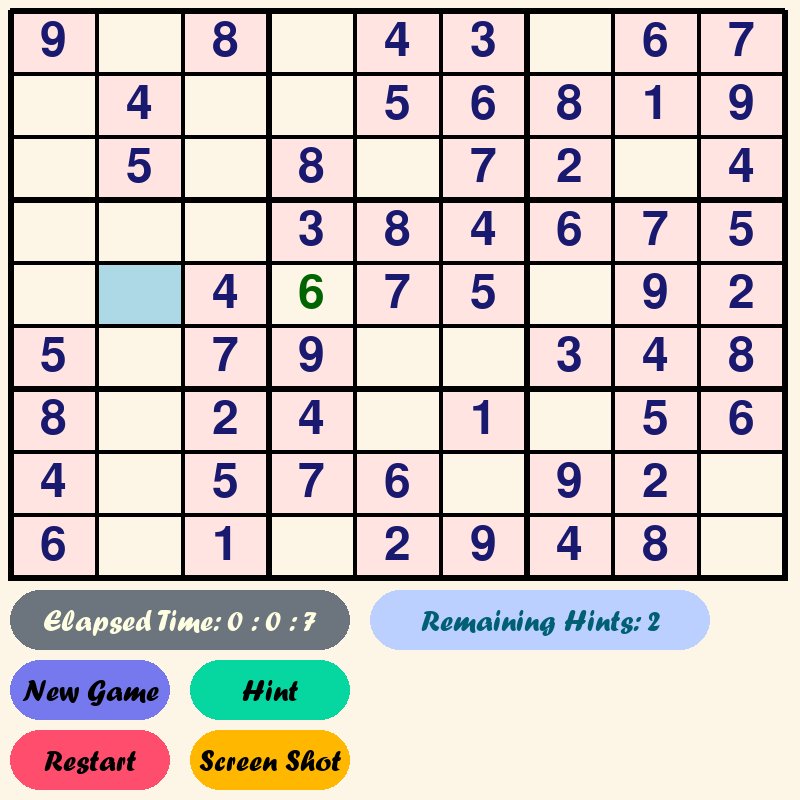 9 8 4 3 6 7
4 5 6 8 1 9
5 8 7 2 4
3 8 4 6 7 5
4 6 7 5 9 2
5 7 9 3 4 8
8 2 4 1 5 6
4 5 7 6 9 2
6 1 2 9 4 8
Elapsed Time: 0 : 0 : 7
Remaining Hints: 2
New Game
Hint
Restart
Screen Shot